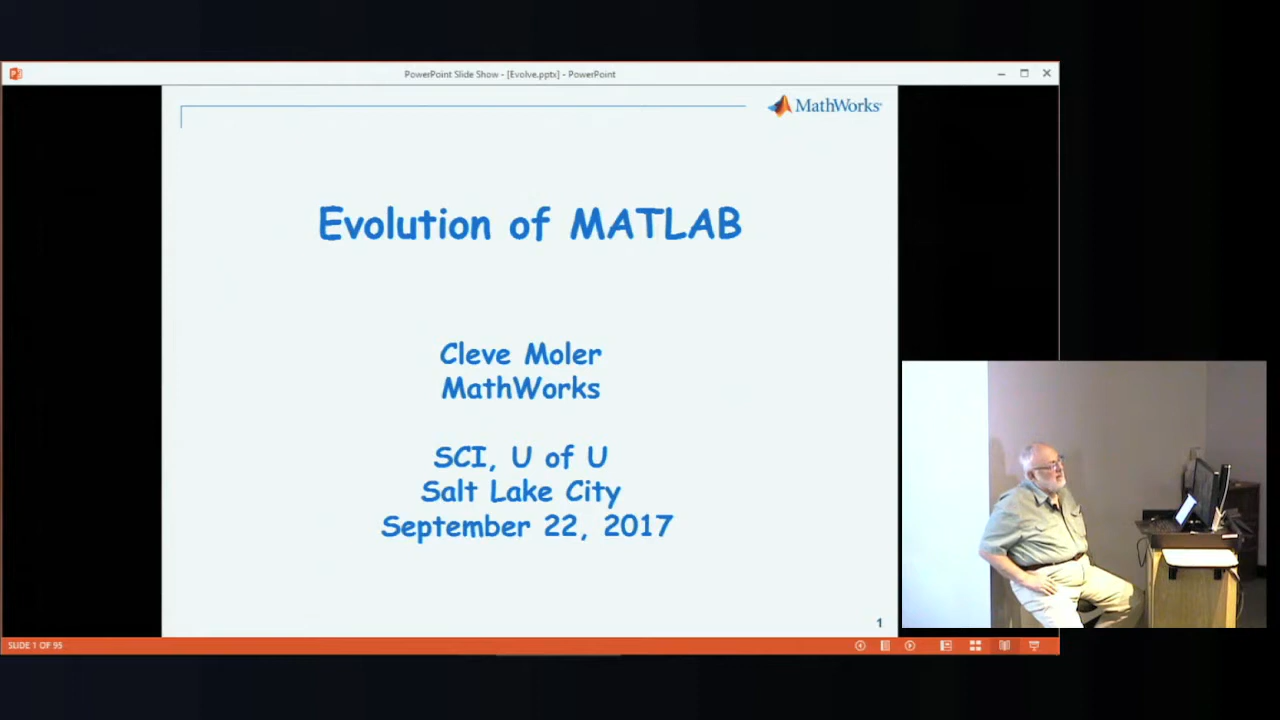 PowerPoint Slide Show - [Evolve.pptx] - PowerPoint
MathWorks
Evolution of MATLAB
Cleve Moler
MathWorks
SCI, U of U
Salt Lake City
September 22, 2017
1
SLIDE 1 OF 95